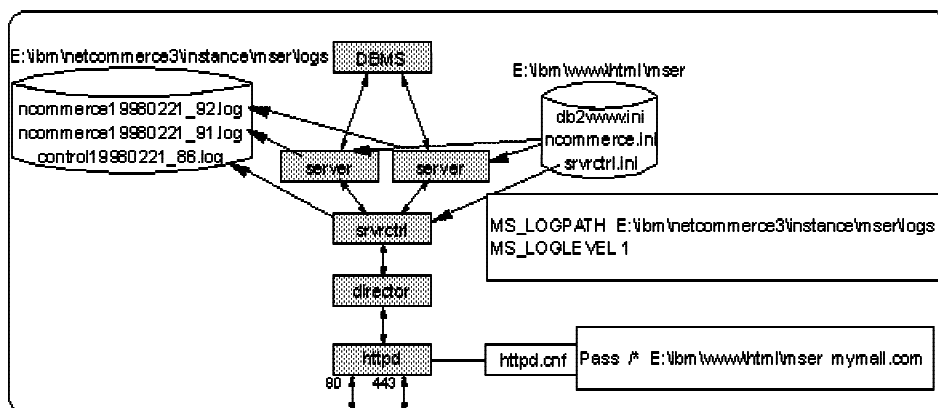 E:\ibm\netcommerce3\instance\mser\logs
DBMS
E:\ibm\www\html\mser
ncommerce19980221_92.log
ncommerce19980221_91.log
control19980221_86.log
db2www.ini
ncommerce.ini
srvrctrl.ini
server
server
srvrctrl
MS_LOGPATH E:\ibm\netcommerce3\instance\mser\logs
MS_LOGLEVEL 1
director
httpd
httpd.cnf
Pass /* E:\ibm\www\html\mser mymall.com
80
443